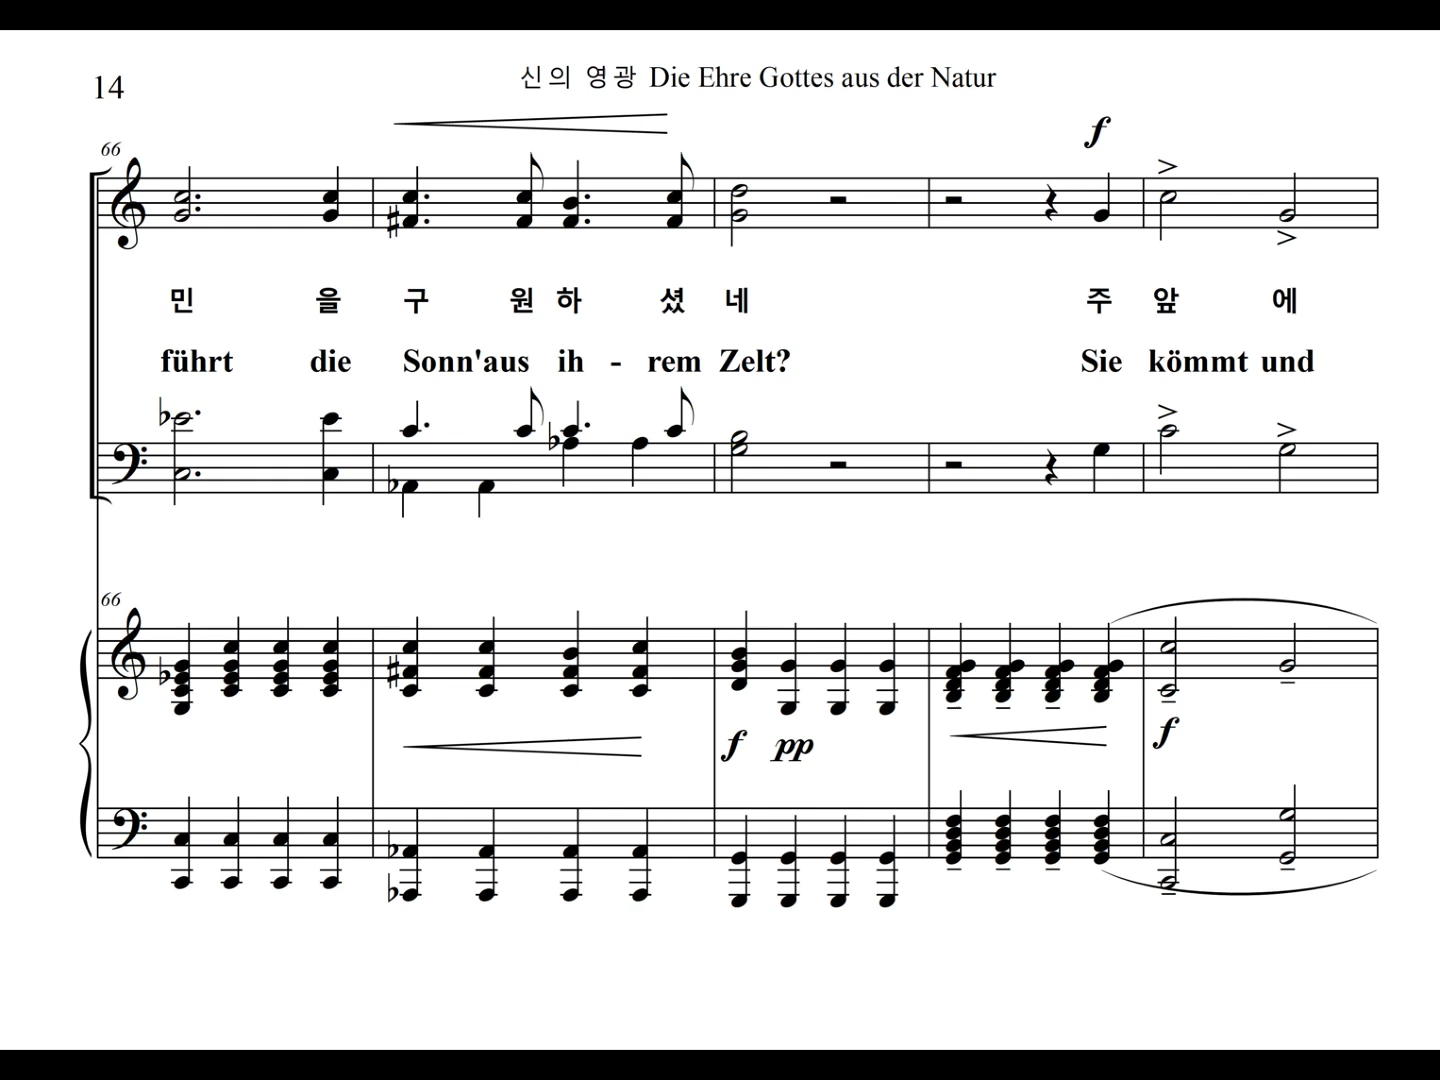 14
신의 영광 Die Ehre Gottes aus der Natur
66
f
민 을 구 원 하 셨 네 주 앞 에
führt die Sonn'aus ih - rem Zelt? Sie kömmt und
66
f pp f